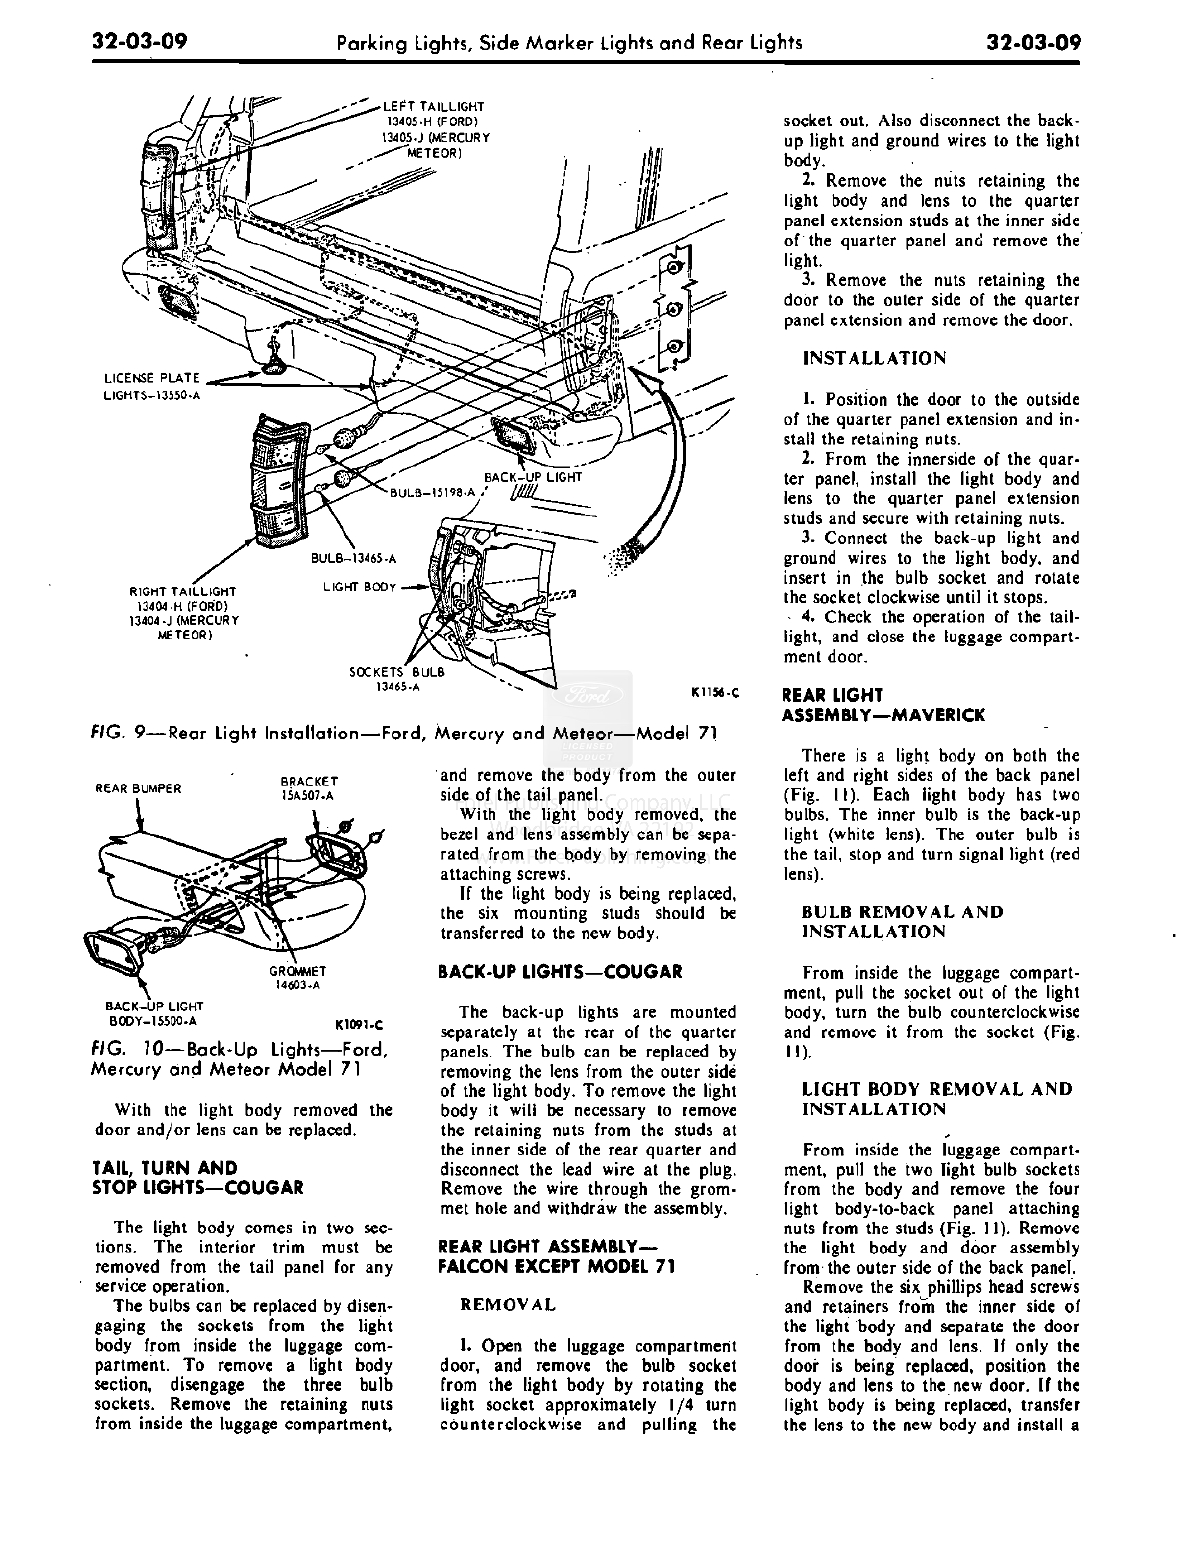 32-03-09
Parking Lights, Side Marker Lights and Rear Lights
32-03-09
LEFT TAILLIGHT
13405-H (FORD)
13405-J (MERCURY
METEOR)
LICENSE PLATE
LIGHTS-13550-A
BACK-UP LIGHT
BULB-15198-A
BULB-13465-A
RIGHT TAILLIGHT
13404-H (FORD)
13404-J (MERCURY
METEOR)
LIGHT BODY
SOCKETS BULB
13465-A
K1156-C
FIG. 9—Rear Light Installation—Ford, Mercury and Meteor—Model 71
REAR BUMPER
BRACKET
15A507-A
GROMMET
14603-A
BACK-UP LIGHT
BODY-15500-A
K1091-C
FIG. 10—Back-Up Lights—Ford,
Mercury and Meteor Model 71
With the light body removed the
door and/or lens can be replaced.
TAIL, TURN AND
STOP LIGHTS—COUGAR
The light body comes in two sec-
tions. The interior trim must be
removed from the tail panel for any
service operation.
The bulbs can be replaced by disen-
gaging the sockets from the light
body from inside the luggage com-
partment. To remove a light body
section, disengage the three bulb
sockets. Remove the retaining nuts
from inside the luggage compartment,
and remove the body from the outer
side of the tail panel.
With the light body removed, the
bezel and lens assembly can be sepa-
rated from the body by removing the
attaching screws.
If the light body is being replaced,
the six mounting studs should be
transferred to the new body.
BACK-UP LIGHTS—COUGAR
The back-up lights are mounted
separately at the rear of the quarter
panels. The bulb can be replaced by
removing the lens from the outer side
of the light body. To remove the light
body it will be necessary to remove
the retaining nuts from the studs at
the inner side of the rear quarter and
disconnect the lead wire at the plug.
Remove the wire through the grom-
met hole and withdraw the assembly.
REAR LIGHT ASSEMBLY—
FALCON EXCEPT MODEL 71
REMOVAL
1. Open the luggage compartment
door, and remove the bulb socket
from the light body by rotating the
light socket approximately 1/4 turn
counterclockwise and pulling the
socket out. Also disconnect the back-
up light and ground wires to the light
body.
2. Remove the nuts retaining the
light body and lens to the quarter
panel extension studs at the inner side
of the quarter panel and remove the
light.
3. Remove the nuts retaining the
door to the outer side of the quarter
panel extension and remove the door.
INSTALLATION
1. Position the door to the outside
of the quarter panel extension and in-
stall the retaining nuts.
2. From the innerside of the quar-
ter panel, install the light body and
lens to the quarter panel extension
studs and secure with retaining nuts.
3. Connect the back-up light and
ground wires to the light body, and
insert in the bulb socket and rotate
the socket clockwise until it stops.
4. Check the operation of the tail-
light, and close the luggage compart-
ment door.
REAR LIGHT
ASSEMBLY—MAVERICK
There is a light body on both the
left and right sides of the back panel
(Fig. 11). Each light body has two
bulbs. The inner bulb is the back-up
light (white lens). The outer bulb is
the tail, stop and turn signal light (red
lens).
BULB REMOVAL AND
INSTALLATION
From inside the luggage compart-
ment, pull the socket out of the light
body, turn the bulb counterclockwise
and remove it from the socket (Fig.
11).
LIGHT BODY REMOVAL AND
INSTALLATION
From inside the luggage compart-
ment, pull the two light bulb sockets
from the body and remove the four
light body-to-back panel attaching
nuts from the studs (Fig. 11). Remove
the light body and door assembly
from the outer side of the back panel.
Remove the six phillips head screws
and retainers from the inner side of
the light body and separate the door
from the body and lens. If only the
door is being replaced, position the
body and lens to the new door. If the
light body is being replaced, transfer
the lens to the new body and install a
Ford
LICENSED
PRODUCT